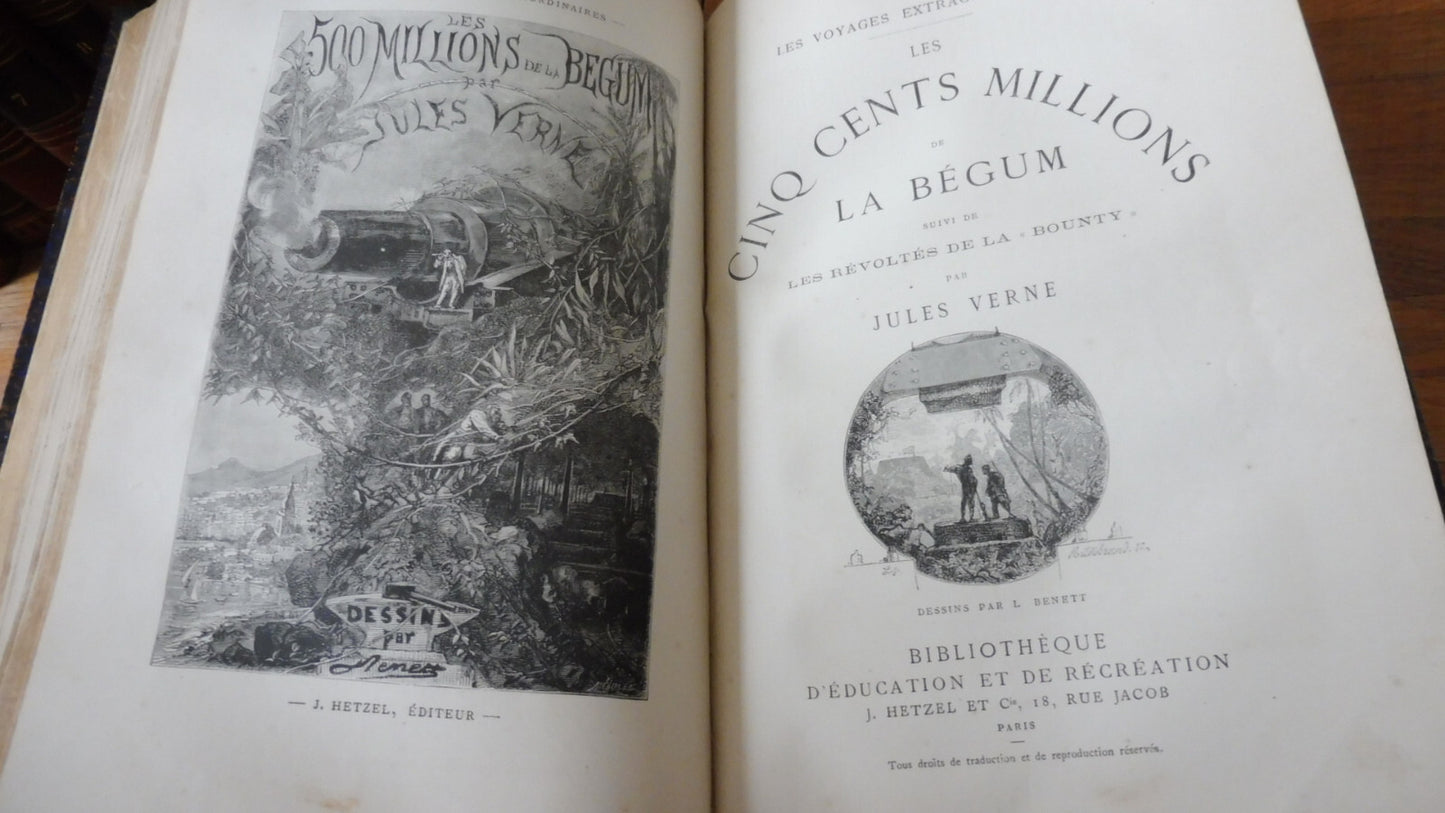 ORDINAIRES —
LES
500 MILLIONS DE LA BEGUM
par
JULES VERNE
DESSINS
par
Benett
— J. HETZEL, ÉDITEUR —
LES VOYAGES EXTRAO
LES
CINQ CENTS MILLIONS
DE
LA BÉGUM
SUIVI DE
LES RÉVOLTÉS DE LA "BOUNTY"
PAR
JULES VERNE
DESSINS PAR L. BENETT
BIBLIOTHÈQUE
D'ÉDUCATION ET DE RÉCRÉATION
J. HETZEL ET Cie, 18, RUE JACOB
PARIS
Tous droits de traduction et de reproduction réservés.